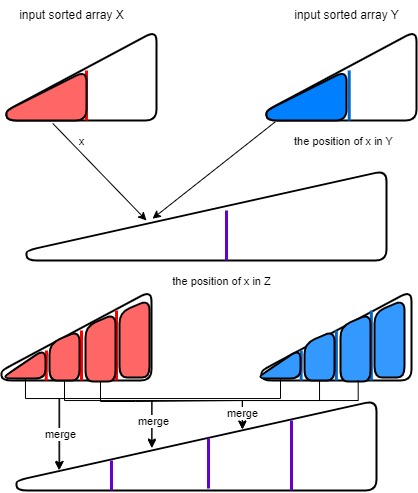 input sorted array X
input sorted array Y
x
the position of x in Y
the position of x in Z
merge
merge
merge